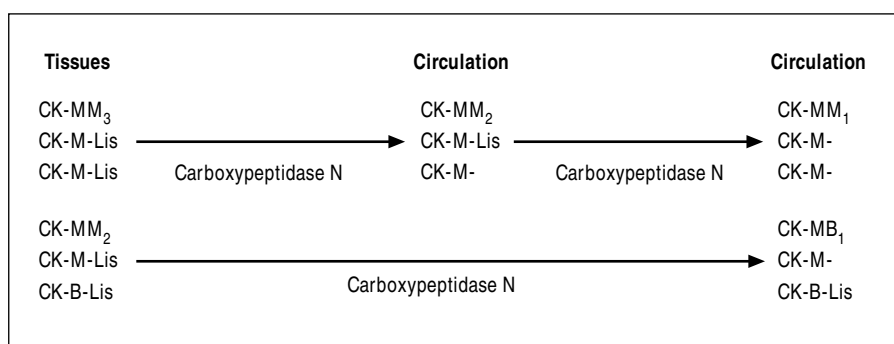 Tissues Circulation Circulation
CK-MM₃ CK-MM₂ CK-MM₁
CK-M-Lis CK-M-Lis CK-M-
CK-M-Lis Carboxypeptidase N CK-M- Carboxypeptidase N CK-M-
CK-MM₂ CK-MB₁
CK-M-Lis CK-M-
CK-B-Lis Carboxypeptidase N CK-B-Lis